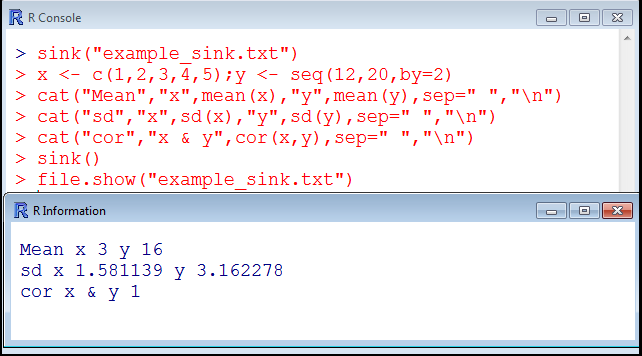 R Console
> sink("example_sink.txt")
> x <- c(1,2,3,4,5);y <- seq(12,20,by=2)
> cat("Mean","x",mean(x),"y",mean(y),sep=" ","\n")
> cat("sd","x",sd(x),"y",sd(y),sep=" ","\n")
> cat("cor","x & y",cor(x,y),sep=" ","\n")
> sink()
> file.show("example_sink.txt")
R Information
Mean x 3 y 16
sd x 1.581139 y 3.162278
cor x & y 1